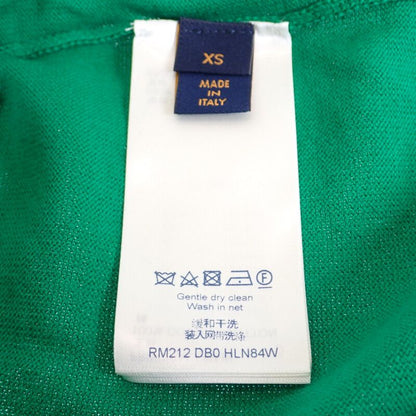 XS
MADE
IN
ITALY
F
Gentle dry clean
Wash in net
缓和干洗
装入网带洗涤
RM212 DB0 HLN84W